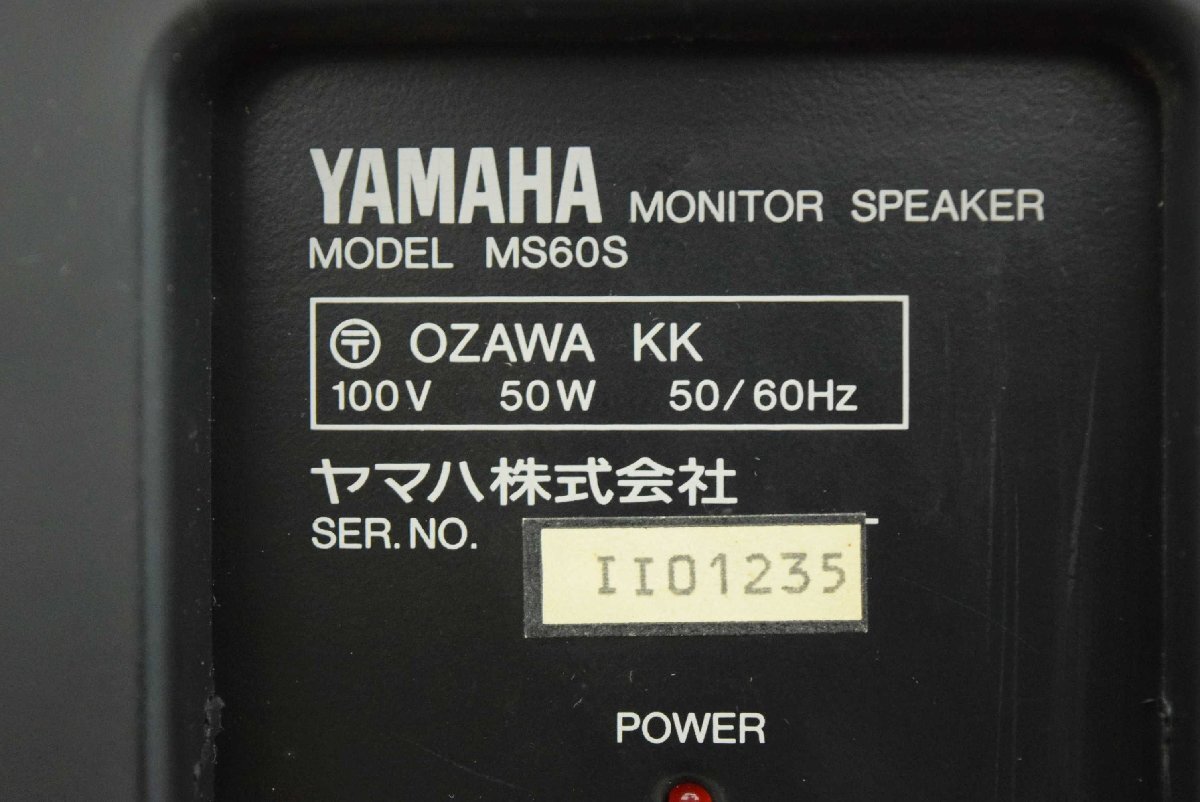 YAMAHA MONITOR SPEAKER
MODEL MS60S
〶 OZAWA KK
100V 50W 50/60Hz
ヤマハ株式会社
SER. NO.
II01235
POWER